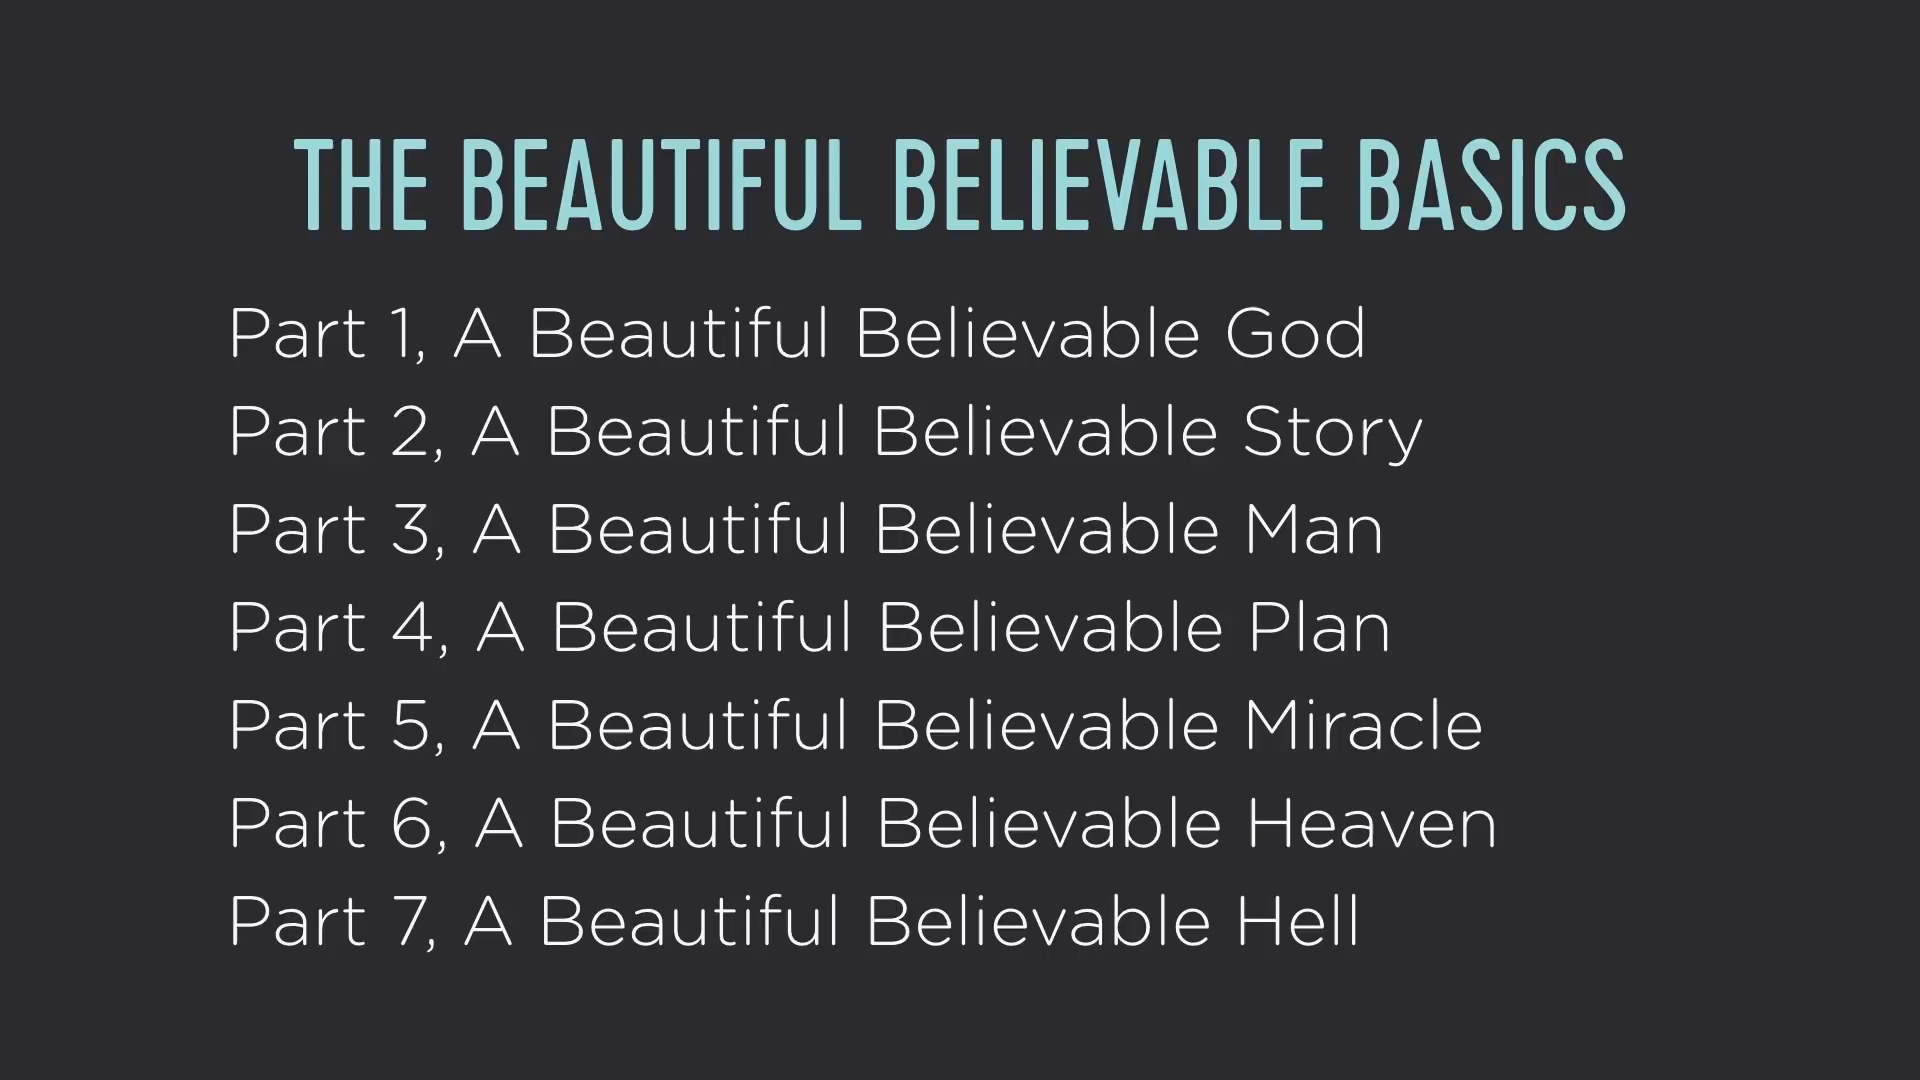 THE BEAUTIFUL BELIEVABLE BASICS
Part 1, A Beautiful Believable God
Part 2, A Beautiful Believable Story
Part 3, A Beautiful Believable Man
Part 4, A Beautiful Believable Plan
Part 5, A Beautiful Believable Miracle
Part 6, A Beautiful Believable Heaven
Part 7, A Beautiful Believable Hell